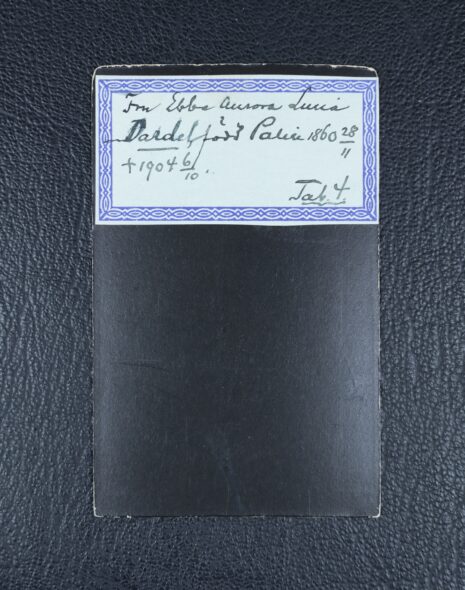 Fru Ebba Aurora Lucia
Dardel, född Palin 1860 28/11
† 1904 6/10.
Tab. 4.